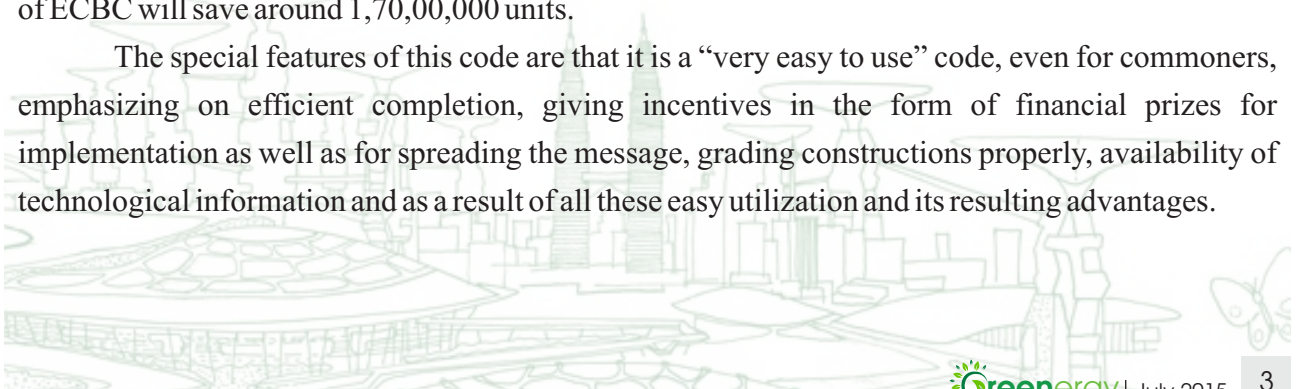 of ECBC will save around 1,70,00,000 units.
The special features of this code are that it is a “very easy to use” code, even for commoners,
emphasizing on efficient completion, giving incentives in the form of financial prizes for
implementation as well as for spreading the message, grading constructions properly, availability of
technological information and as a result of all these easy utilization and its resulting advantages.
Greenergy | July 2015 3